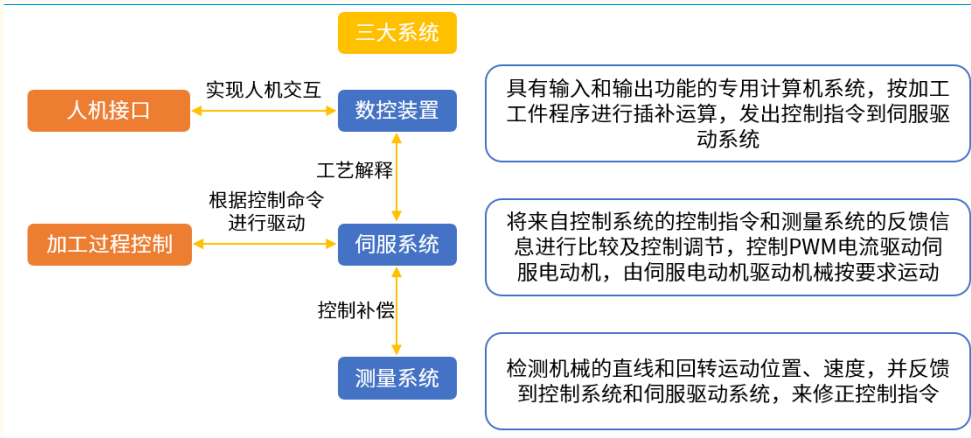 三大系统
实现人机交互
人机接口
数控装置
具有输入和输出功能的专用计算机系统，按加工
工件程序进行插补运算，发出控制指令到伺服驱
动系统
工艺解释
根据控制命令
进行驱动
加工过程控制
伺服系统
将来自控制系统的控制指令和测量系统的反馈信
息进行比较及控制调节，控制PWM电流驱动伺
服电动机，由伺服电动机驱动机械按要求运动
控制补偿
测量系统
检测机械的直线和回转运动位置、速度，并反馈
到控制系统和伺服驱动系统，来修正控制指令